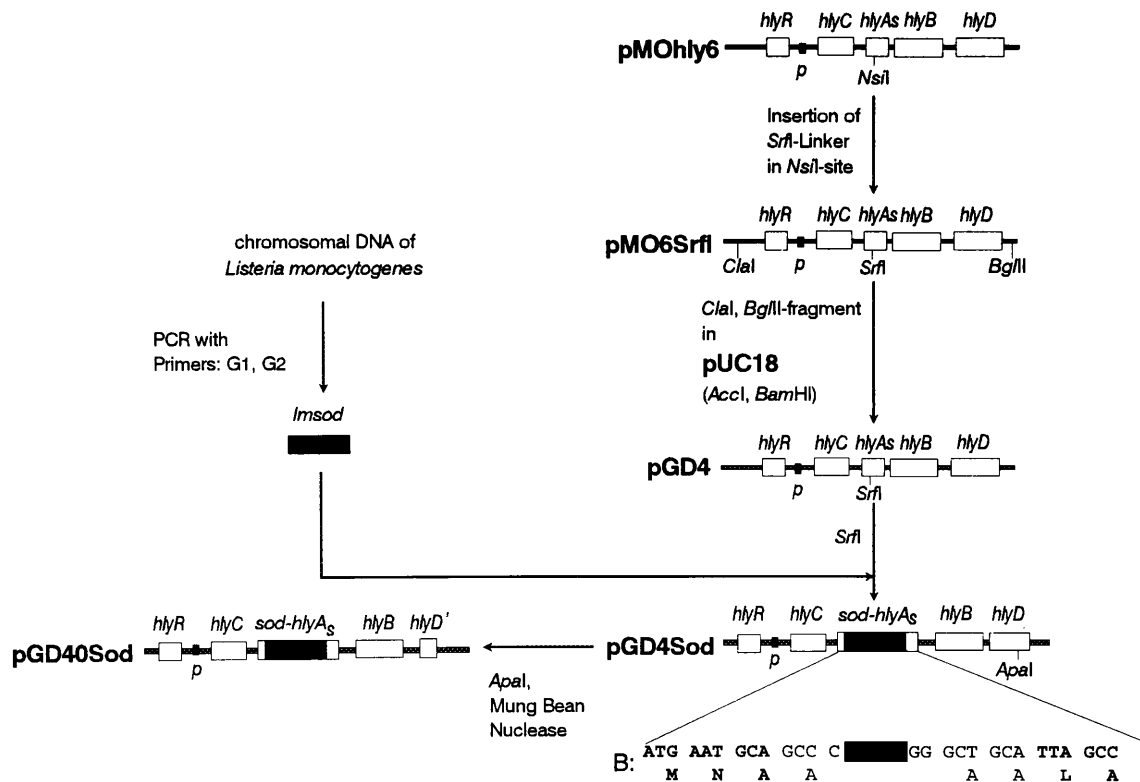 hlyR hlyC hlyAs hlyB hlyD
pMOhly6
p NsiI
Insertion of
SrfI-Linker
in NsiI-site
hlyR hlyC hlyAs hlyB hlyD
pMO6SrfI
ClaI p SrfI BglII
chromosomal DNA of
Listeria monocytogenes
PCR with
Primers: G1, G2
lmsod
ClaI, BglII-fragment
in
pUC18
(AccI, BamHI)
hlyR hlyC hlyAs hlyB hlyD
pGD4
p SrfI
SrfI
hlyR hlyC sod-hlyAs hlyB hlyD'
pGD40Sod
p
ApaI,
Mung Bean
Nuclease
hlyR hlyC sod-hlyAs hlyB hlyD
pGD4Sod
p ApaI
B: ATG AAT GCA GCC C GG GCT GCA TTA GCC
M N A A A A L A